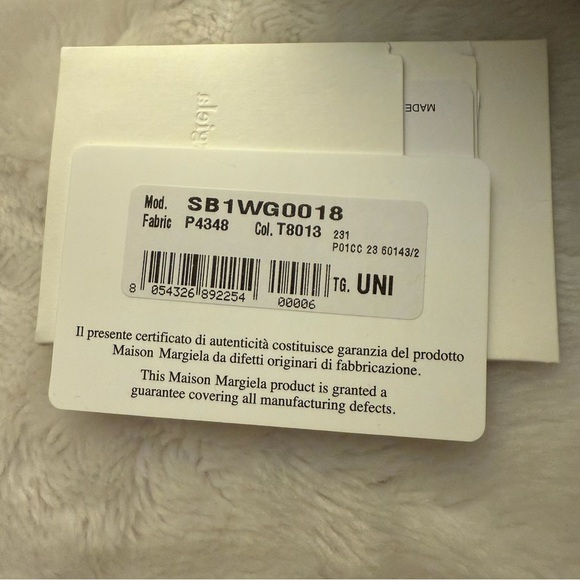 MADE
Mod. SB1WG0018
Fabric P4348 Col. T8013 231
P01CC 23 60143/2
8 054326 892254 00006
TG. UNI
Il presente certificato di autenticità costituisce garanzia del prodotto
Maison Margiela da difetti originari di fabbricazione.
This Maison Margiela product is granted a
guarantee covering all manufacturing defects.